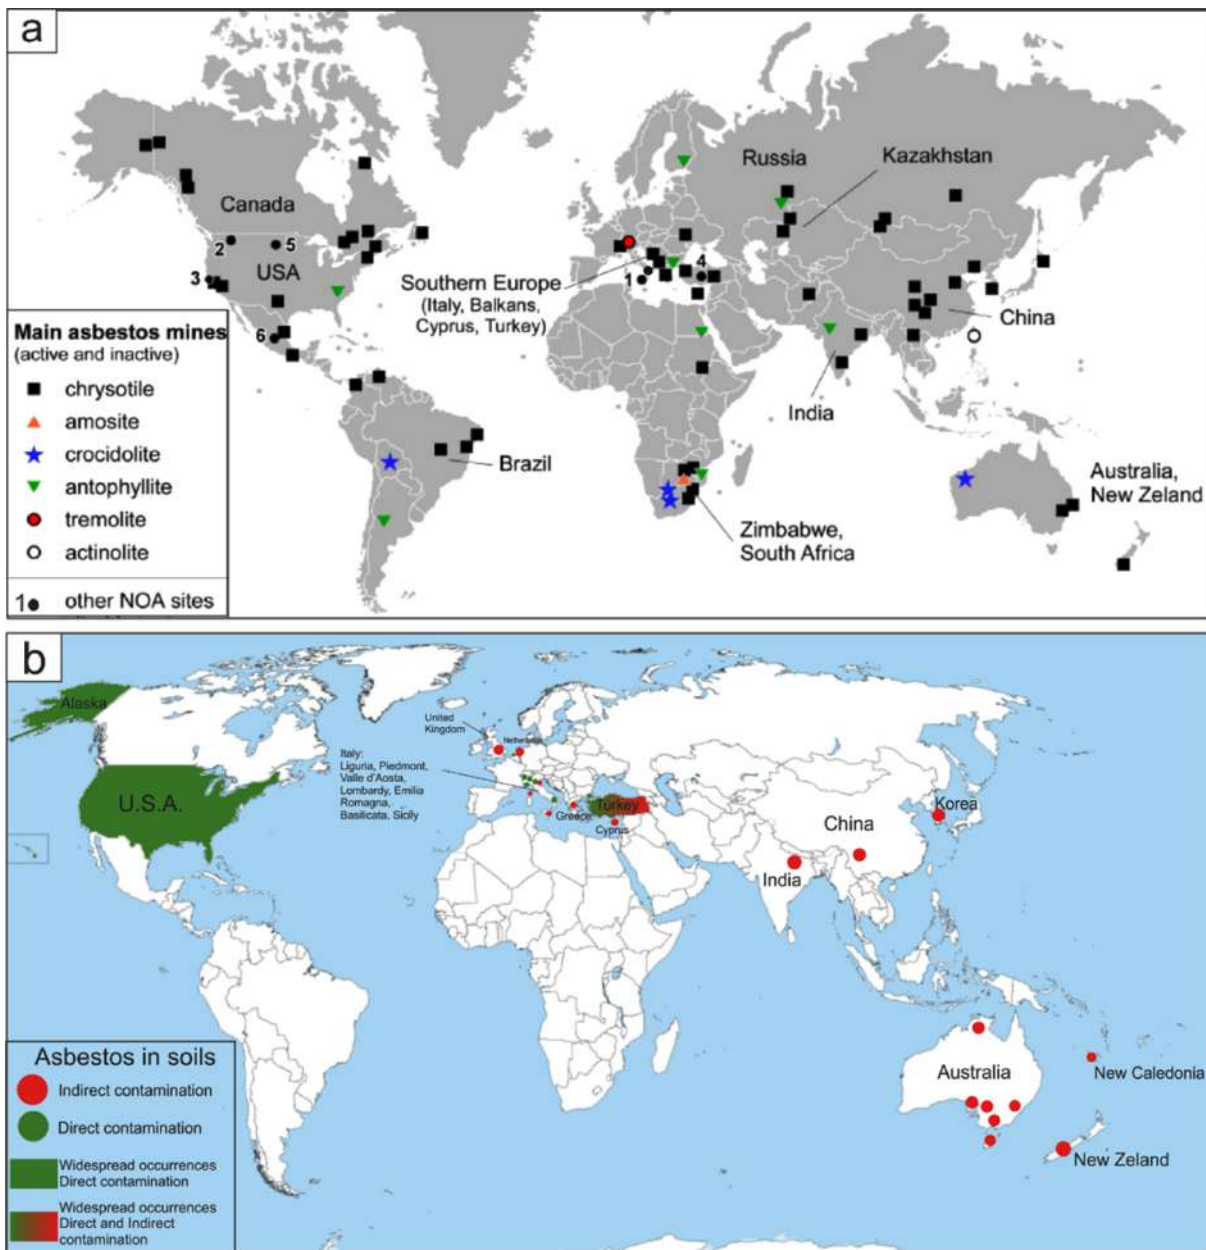 a
Canada
USA
2
5
3
6
Russia
Kazakhstan
4
1
Southern Europe
(Italy, Balkans,
Cyprus, Turkey)
China
India
Brazil
Zimbabwe,
South Africa
Australia,
New Zeland
Main asbestos mines
(active and inactive)
chrysotile
amosite
crocidolite
antophyllite
tremolite
actinolite
1 other NOA sites
b
Alaska
U.S.A.
United
Kingdom
Italy:
Liguria, Piedmont,
Valle d'Aosta,
Lombardy, Emilia
Romagna,
Basilicata, Sicily
Greece
Turkey
Cyprus
Korea
China
India
Australia
New Caledonia
New Zeland
Asbestos in soils
Indirect contamination
Direct contamination
Widespread occurrences
Direct contamination
Widespread occurrences
Direct and Indirect
contamination